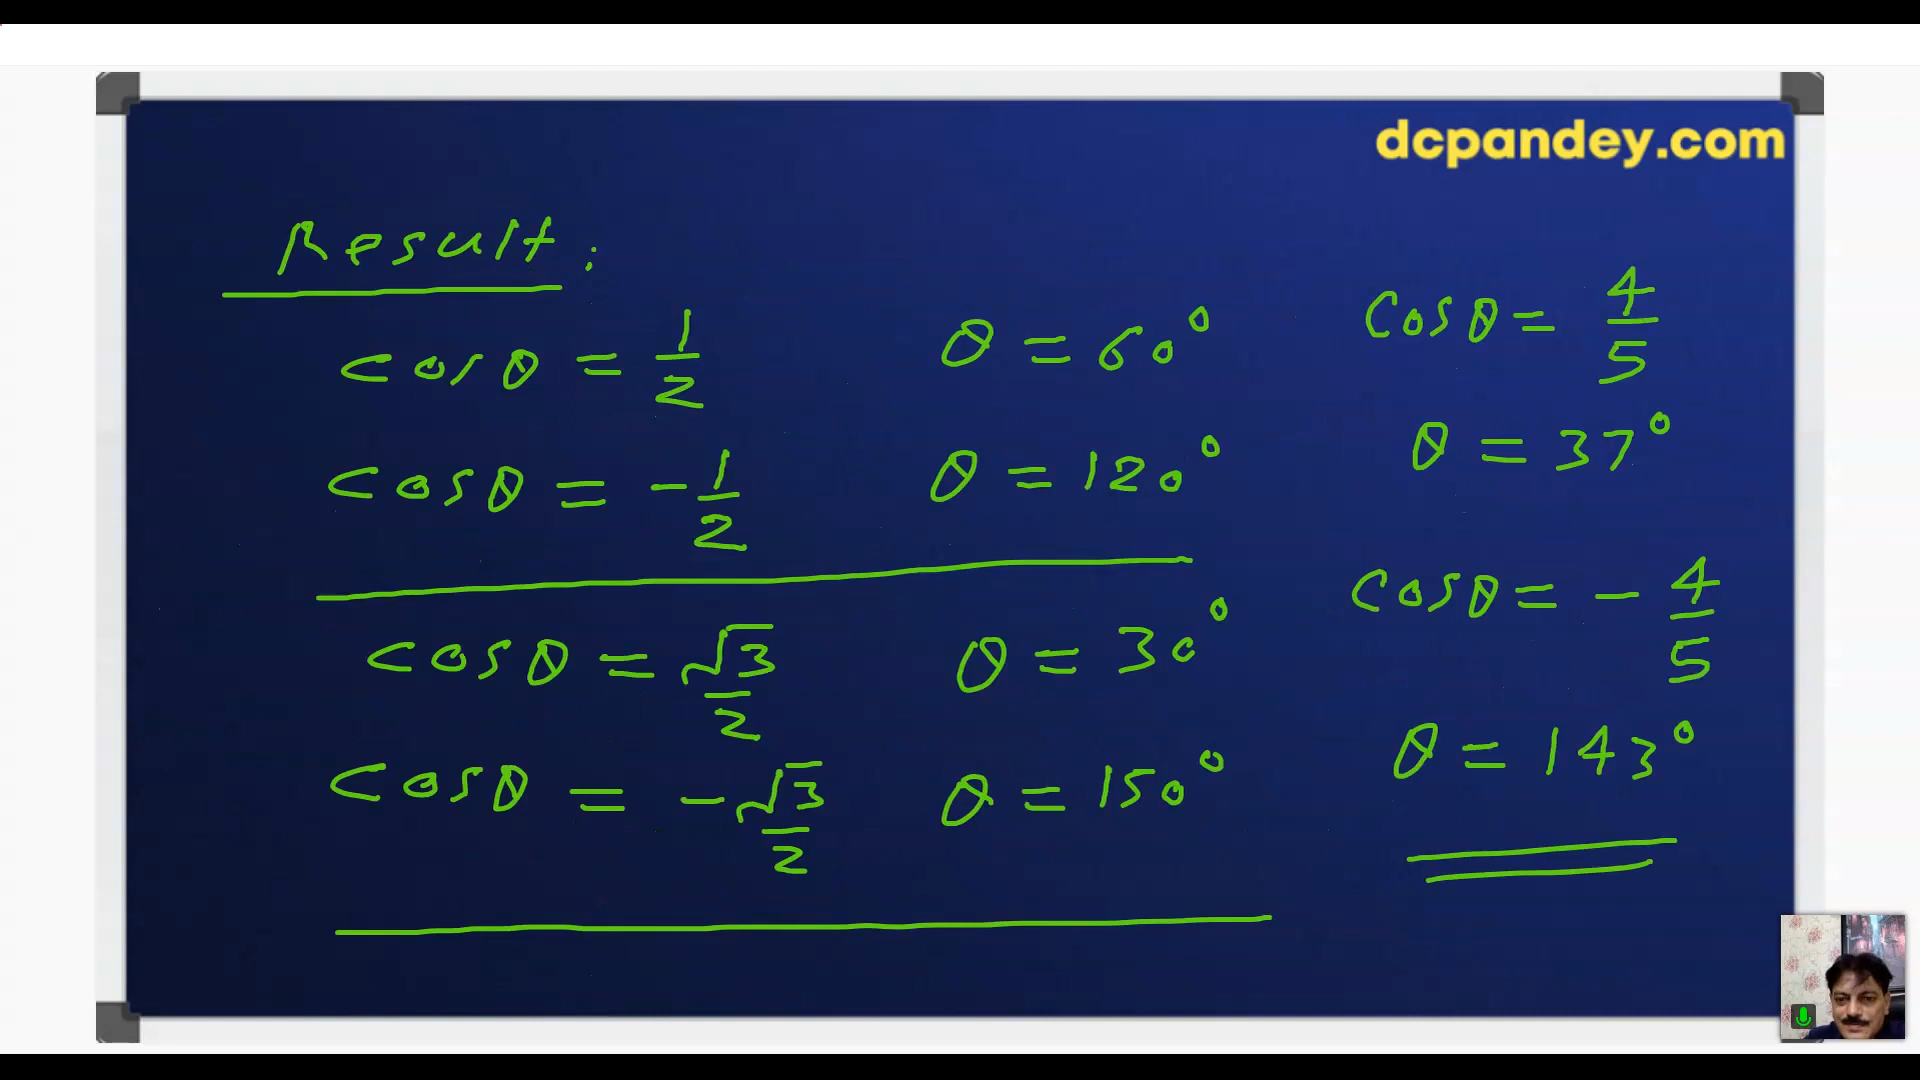 dcpandey.com
Result:
cosθ = 1/2 θ = 60°
cosθ = -1/2 θ = 120°
cosθ = √3/2 θ = 30°
cosθ = -√3/2 θ = 150°
cosθ = 4/5
θ = 37°
cosθ = -4/5
θ = 143°